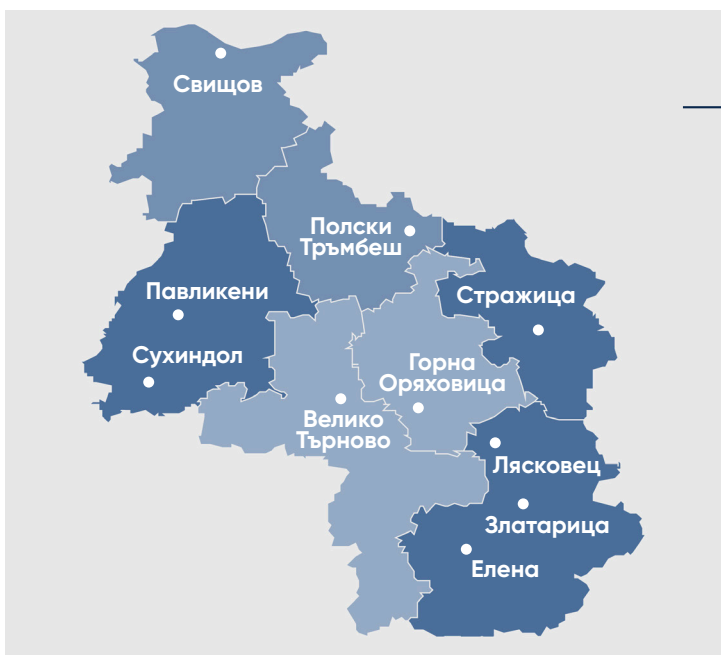 Свищов
Полски
Тръмбеш
Павликени
Стражица
Сухиндол
Горна
Оряховица
Велико
Търново
Лясковец
Златарица
Елена